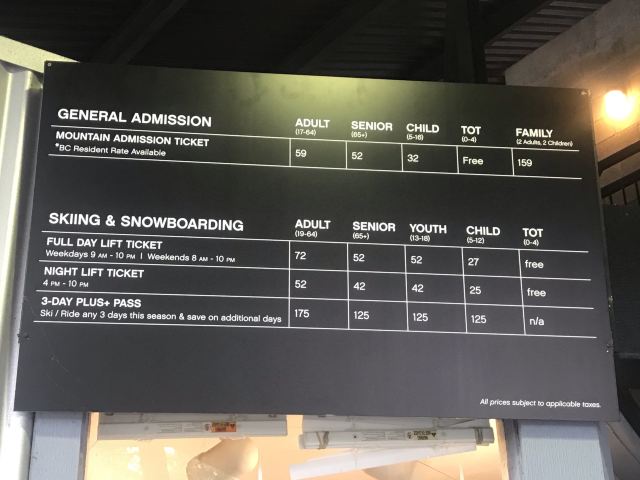 GENERAL ADMISSION ADULT SENIOR CHILD TOT FAMILY
(17-64) (65+) (5-16) (0-4) (2 Adults, 2 Children)
MOUNTAIN ADMISSION TICKET 59 52 32 Free 159
*BC Resident Rate Available
SKIING & SNOWBOARDING ADULT SENIOR YOUTH CHILD TOT
(19-64) (65+) (13-18) (5-12) (0-4)
FULL DAY LIFT TICKET 72 52 52 27 free
Weekdays 9 AM - 10 PM | Weekends 8 AM - 10 PM
NIGHT LIFT TICKET 52 42 42 25 free
4 PM - 10 PM
3-DAY PLUS+ PASS 175 125 125 125 n/a
Ski / Ride any 3 days this season & save on additional days
All prices subject to applicable taxes.